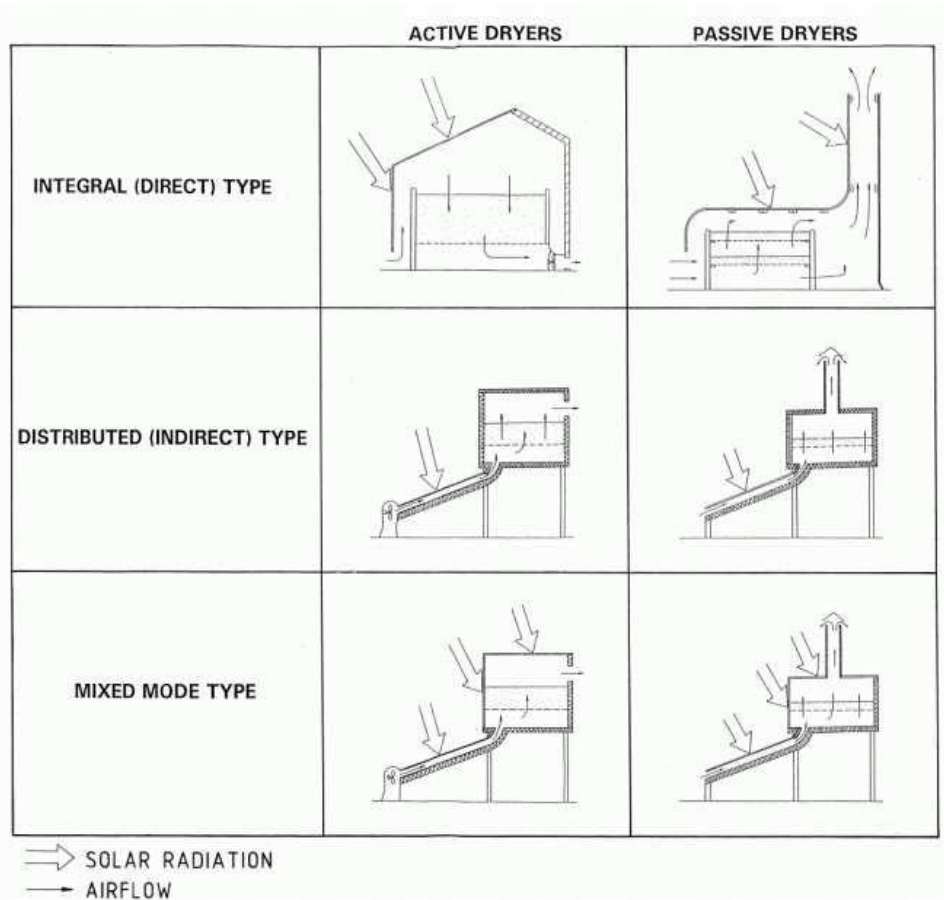 ACTIVE DRYERS
PASSIVE DRYERS
INTEGRAL (DIRECT) TYPE
DISTRIBUTED (INDIRECT) TYPE
MIXED MODE TYPE
SOLAR RADIATION
AIRFLOW